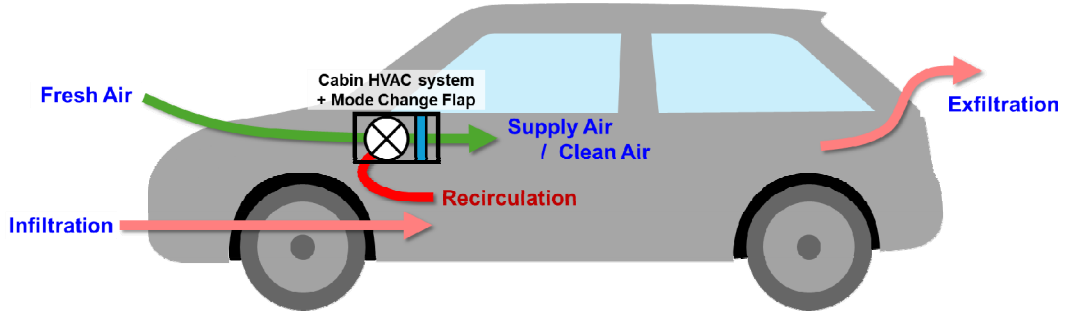 Cabin HVAC system
+ Mode Change Flap
Fresh Air
Exfiltration
Supply Air
/ Clean Air
Recirculation
Infiltration